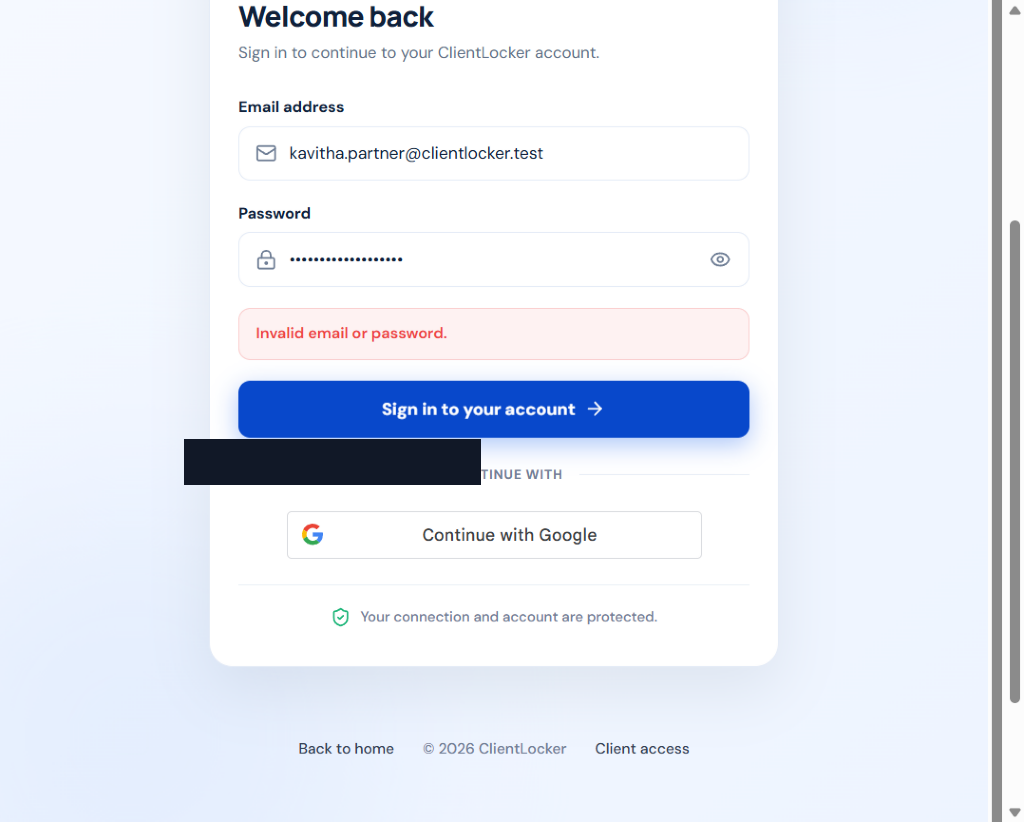 Welcome back
Sign in to continue to your ClientLocker account.
Email address
kavitha.partner@clientlocker.test
Password
•••••••••••••••••••
Invalid email or password.
Sign in to your account →
TINUE WITH
Continue with Google
Your connection and account are protected.
Back to home © 2026 ClientLocker Client access